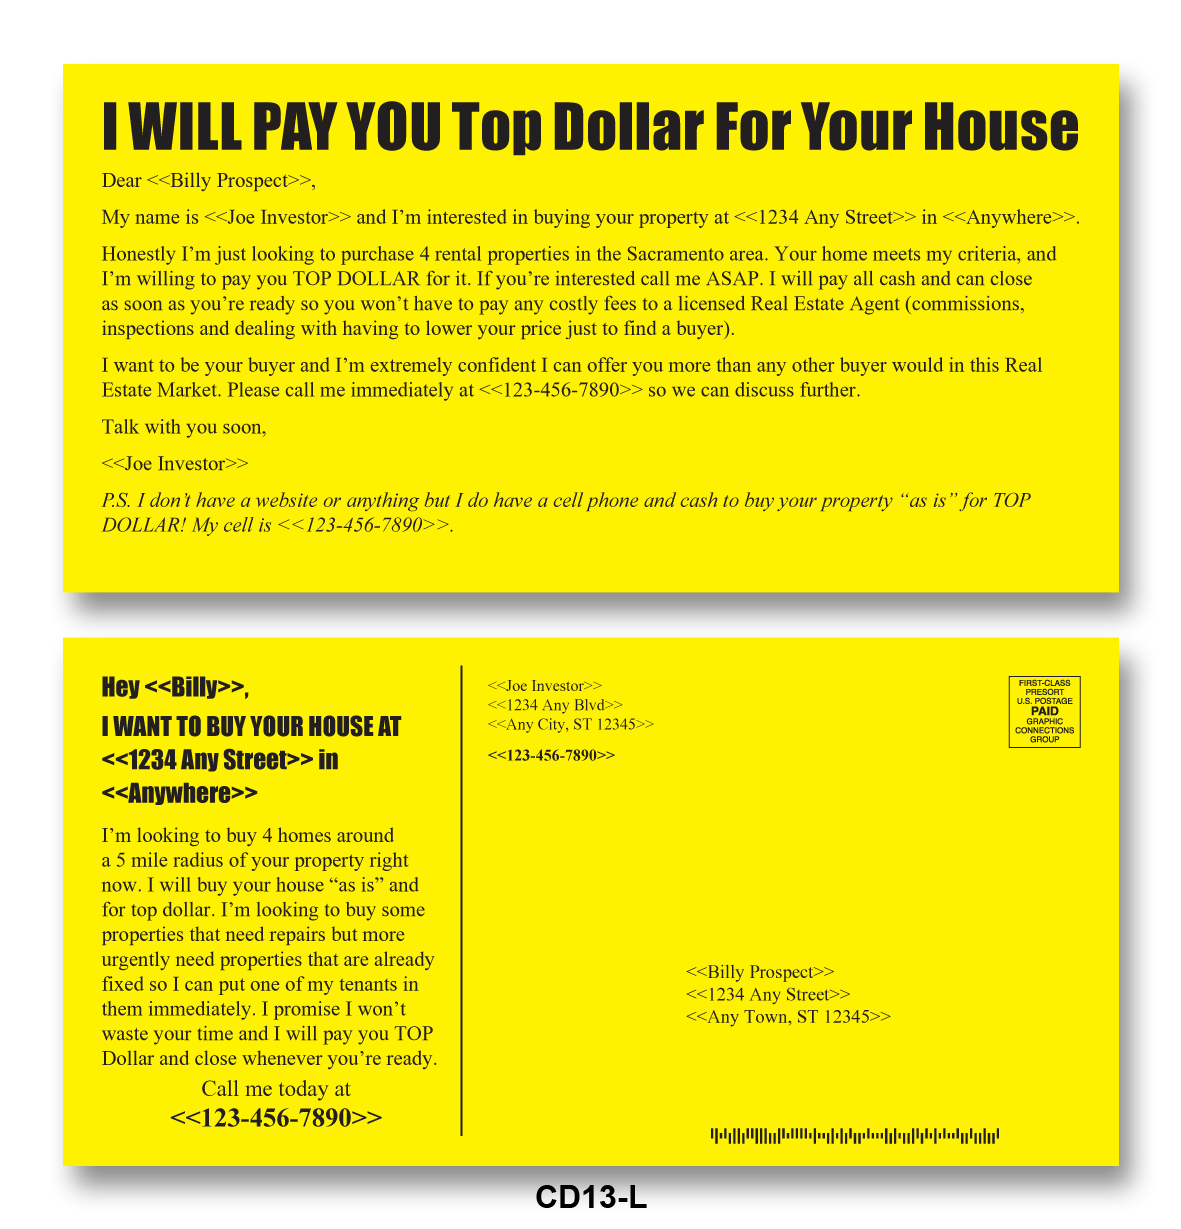 I WILL PAY YOU Top Dollar For Your House
Dear <<Billy Prospect>>,
My name is <<Joe Investor>> and I’m interested in buying your property at <<1234 Any Street>> in <<Anywhere>>.
Honestly I’m just looking to purchase 4 rental properties in the Sacramento area. Your home meets my criteria, and
I’m willing to pay you TOP DOLLAR for it. If you’re interested call me ASAP. I will pay all cash and can close
as soon as you’re ready so you won’t have to pay any costly fees to a licensed Real Estate Agent (commissions,
inspections and dealing with having to lower your price just to find a buyer).
I want to be your buyer and I’m extremely confident I can offer you more than any other buyer would in this Real
Estate Market. Please call me immediately at <<123-456-7890>> so we can discuss further.
Talk with you soon,
<<Joe Investor>>
P.S. I don’t have a website or anything but I do have a cell phone and cash to buy your property “as is” for TOP
DOLLAR! My cell is <<123-456-7890>>.
Hey <<Billy>>,
I WANT TO BUY YOUR HOUSE AT
<<1234 Any Street>> in
<<Anywhere>>
I’m looking to buy 4 homes around
a 5 mile radius of your property right
now. I will buy your house “as is” and
for top dollar. I’m looking to buy some
properties that need repairs but more
urgently need properties that are already
fixed so I can put one of my tenants in
them immediately. I promise I won’t
waste your time and I will pay you TOP
Dollar and close whenever you’re ready.
Call me today at
<<123-456-7890>>
<<Joe Investor>>
<<1234 Any Blvd>>
<<Any City, ST 12345>>
<<123-456-7890>>
FIRST-CLASS
PRESORT
U.S. POSTAGE
PAID
GRAPHIC
CONNECTIONS
GROUP
<<Billy Prospect>>
<<1234 Any Street>>
<<Any Town, ST 12345>>
CD13-L